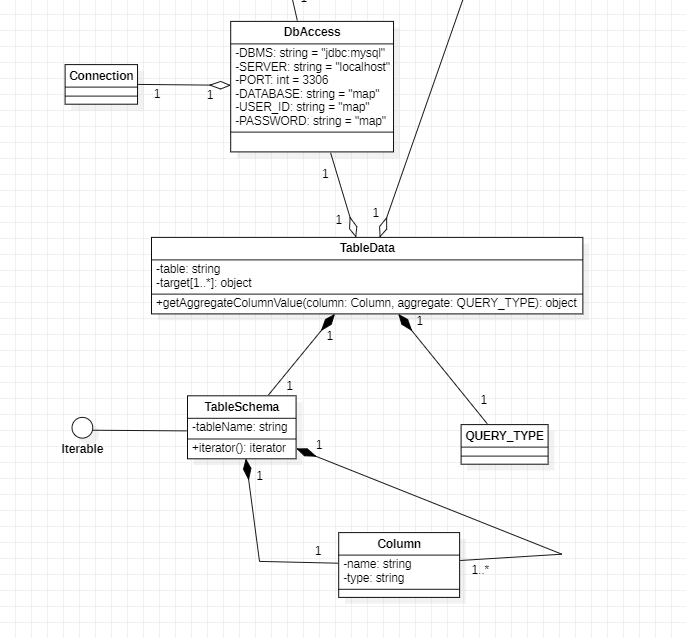 1
DbAccess
-DBMS: string = "jdbc:mysql"
-SERVER: string = "localhost"
-PORT: int = 3306
-DATABASE: string = "map"
-USER_ID: string = "map"
-PASSWORD: string = "map"
Connection
1
1
1
1
1
TableData
-table: string
-target[1..*]: object
+getAggregateColumnValue(column: Column, aggregate: QUERY_TYPE): object
1
1
1
1
TableSchema
-tableName: string
+iterator(): iterator
Iterable
QUERY_TYPE
1
1
1
Column
-name: string
-type: string
1..*